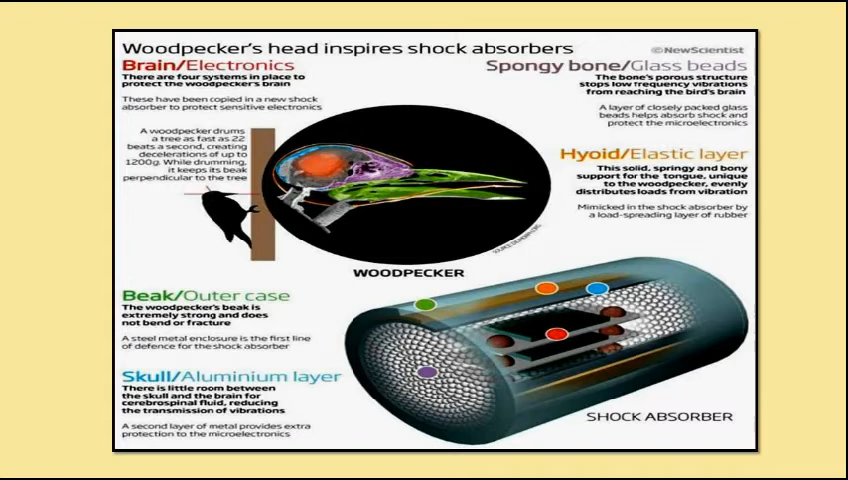 Woodpecker's head inspires shock absorbers
©NewScientist
Brain/Electronics
There are four systems in place to
protect the woodpecker's brain
These have been copied in a new shock
absorber to protect sensitive electronics
A woodpecker drums
a tree as fast as 22
beats a second, creating
decelerations of up to
1200g. While drumming,
it keeps its beak
perpendicular to the tree
Spongy bone/Glass beads
The bone's porous structure
stops low frequency vibrations
from reaching the bird's brain
A layer of closely packed glass
beads helps absorb shock and
protect the microelectronics
Hyoid/Elastic layer
This solid, springy and bony
support for the tongue, unique
to the woodpecker, evenly
distributes loads from vibration
Mimicked in the shock absorber by
a load-spreading layer of rubber
WOODPECKER
Beak/Outer case
The woodpecker's beak is
extremely strong and does
not bend or fracture
A steel metal enclosure is the first line
of defence for the shock absorber
Skull/Aluminium layer
There is little room between
the skull and the brain for
cerebrospinal fluid, reducing
the transmission of vibrations
A second layer of metal provides extra
protection to the microelectronics
SHOCK ABSORBER